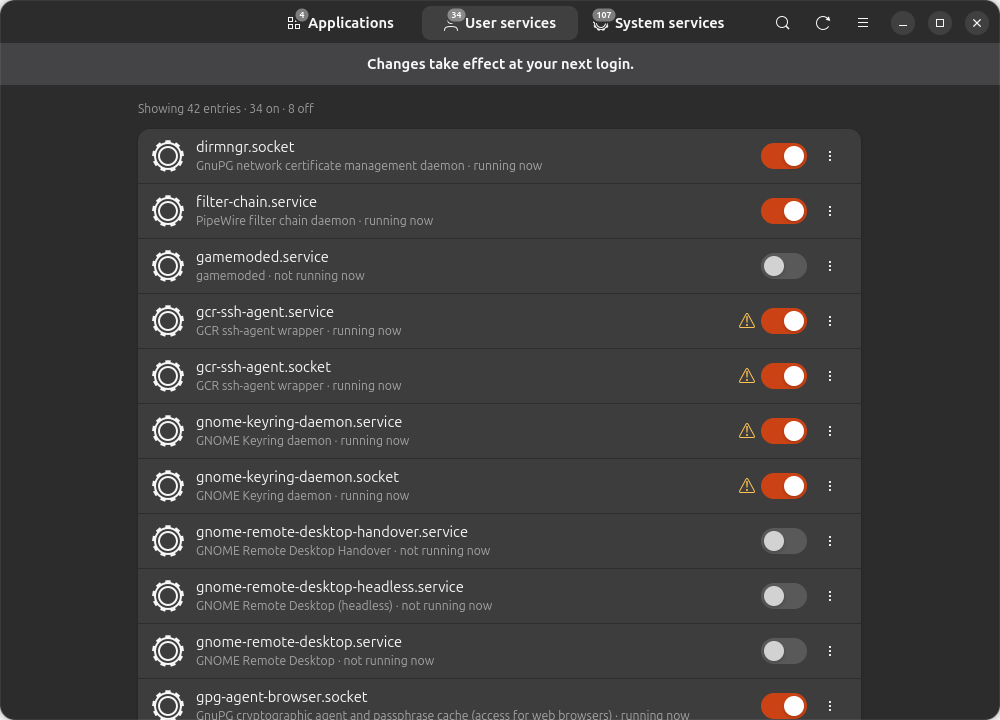 4
Applications
34
User services
107
System services
Changes take effect at your next login.
Showing 42 entries · 34 on · 8 off
dirmngr.socket
GnuPG network certificate management daemon · running now
filter-chain.service
PipeWire filter chain daemon · running now
gamemoded.service
gamemoded · not running now
gcr-ssh-agent.service
GCR ssh-agent wrapper · running now
gcr-ssh-agent.socket
GCR ssh-agent wrapper · running now
gnome-keyring-daemon.service
GNOME Keyring daemon · running now
gnome-keyring-daemon.socket
GNOME Keyring daemon · running now
gnome-remote-desktop-handover.service
GNOME Remote Desktop Handover · not running now
gnome-remote-desktop-headless.service
GNOME Remote Desktop (headless) · not running now
gnome-remote-desktop.service
GNOME Remote Desktop · not running now
gpg-agent-browser.socket
GnuPG cryptographic agent and passphrase cache (access for web browsers) · running now